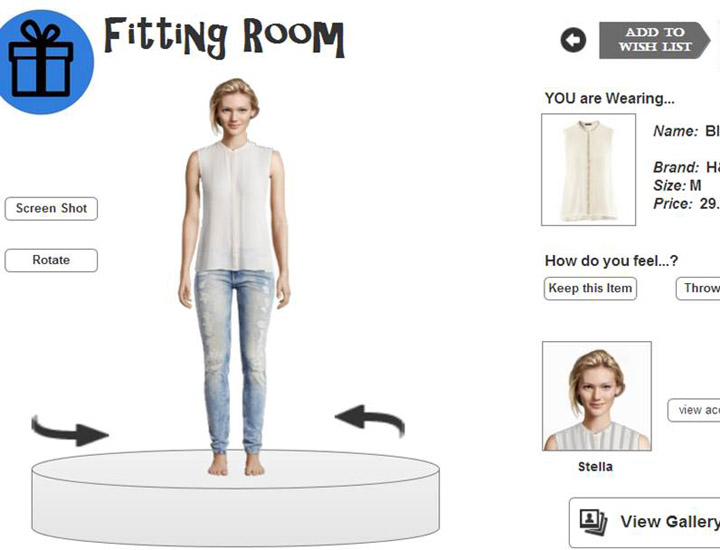 Fitting Room
ADD TO
WISH LIST
YOU are Wearing...
Name: Bl
Brand: H&
Size: M
Price: 29.
Screen Shot
Rotate
How do you feel...?
Keep this Item
Throw
view acc
Stella
View Gallery